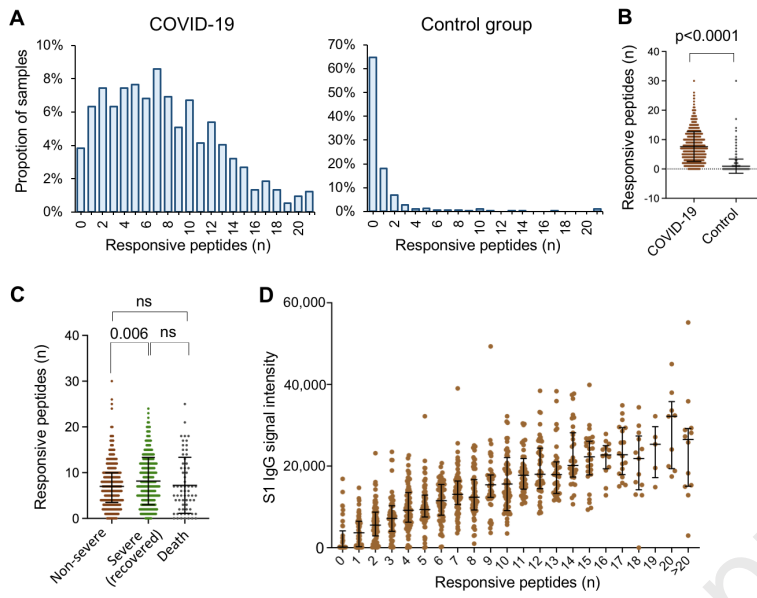 A
COVID-19
Control group
Propotion of samples
10%
8%
6%
4%
2%
0%
0 2 4 6 8 10 12 14 16 18 20
Responsive peptides (n)
70%
60%
50%
40%
30%
20%
10%
0%
0 2 4 6 8 10 12 14 16 18 20
Responsive peptides (n)
B
p<0.0001
Responsive peptides (n)
40
30
20
10
0
-10
COVID-19
Control
C
ns
0.006
ns
Responsive peptides (n)
40
30
20
10
0
Non-severe
Severe
(recovered)
Death
D
S1 IgG signal intensity
60,000
40,000
20,000
0
0 1 2 3 4 5 6 7 8 9 10 11 12 13 14 15 16 17 18 19 20 >20
Responsive peptides (n)